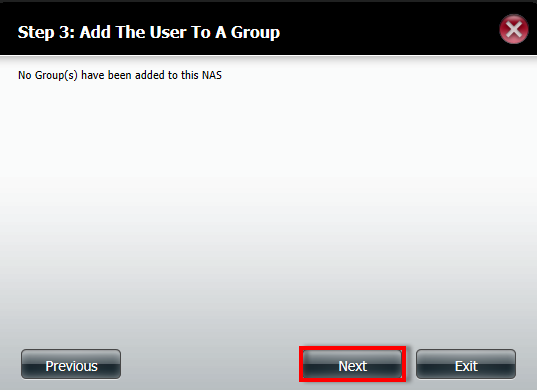 Step 3: Add The User To A Group
No Group(s) have been added to this NAS
Previous
Next
Exit